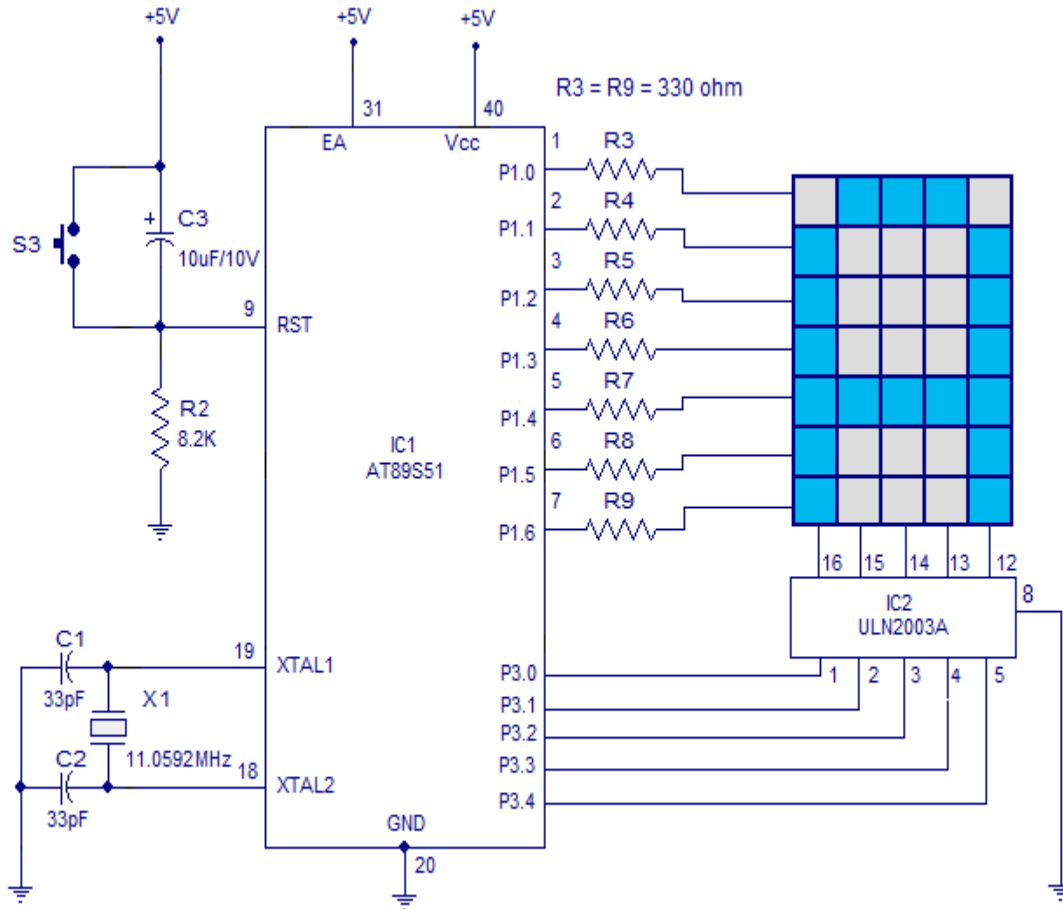 +5V
+5V
+5V
R3 = R9 = 330 ohm
31
40
EA
Vcc
1
P1.0
R3
2
P1.1
R4
3
P1.2
R5
4
P1.3
R6
5
P1.4
R7
6
P1.5
R8
7
P1.6
R9
S3
+
C3
10uF/10V
9
RST
R2
8.2K
IC1
AT89S51
16
15
14
13
12
IC2
ULN2003A
8
1
2
3
4
5
C1
33pF
19
XTAL1
X1
11.0592MHz
C2
33pF
18
XTAL2
P3.0
P3.1
P3.2
P3.3
P3.4
GND
20